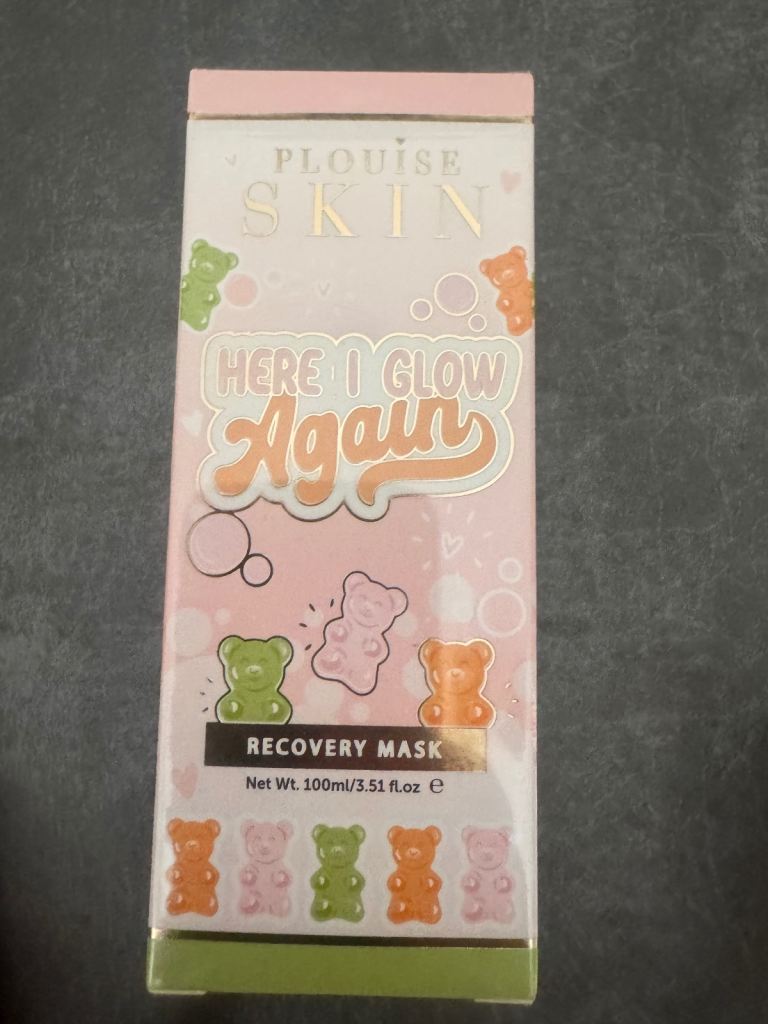 PLOUISE
SKIN
HERE I GLOW
Again
RECOVERY MASK
Net Wt. 100ml/3.51 fl.oz ℮